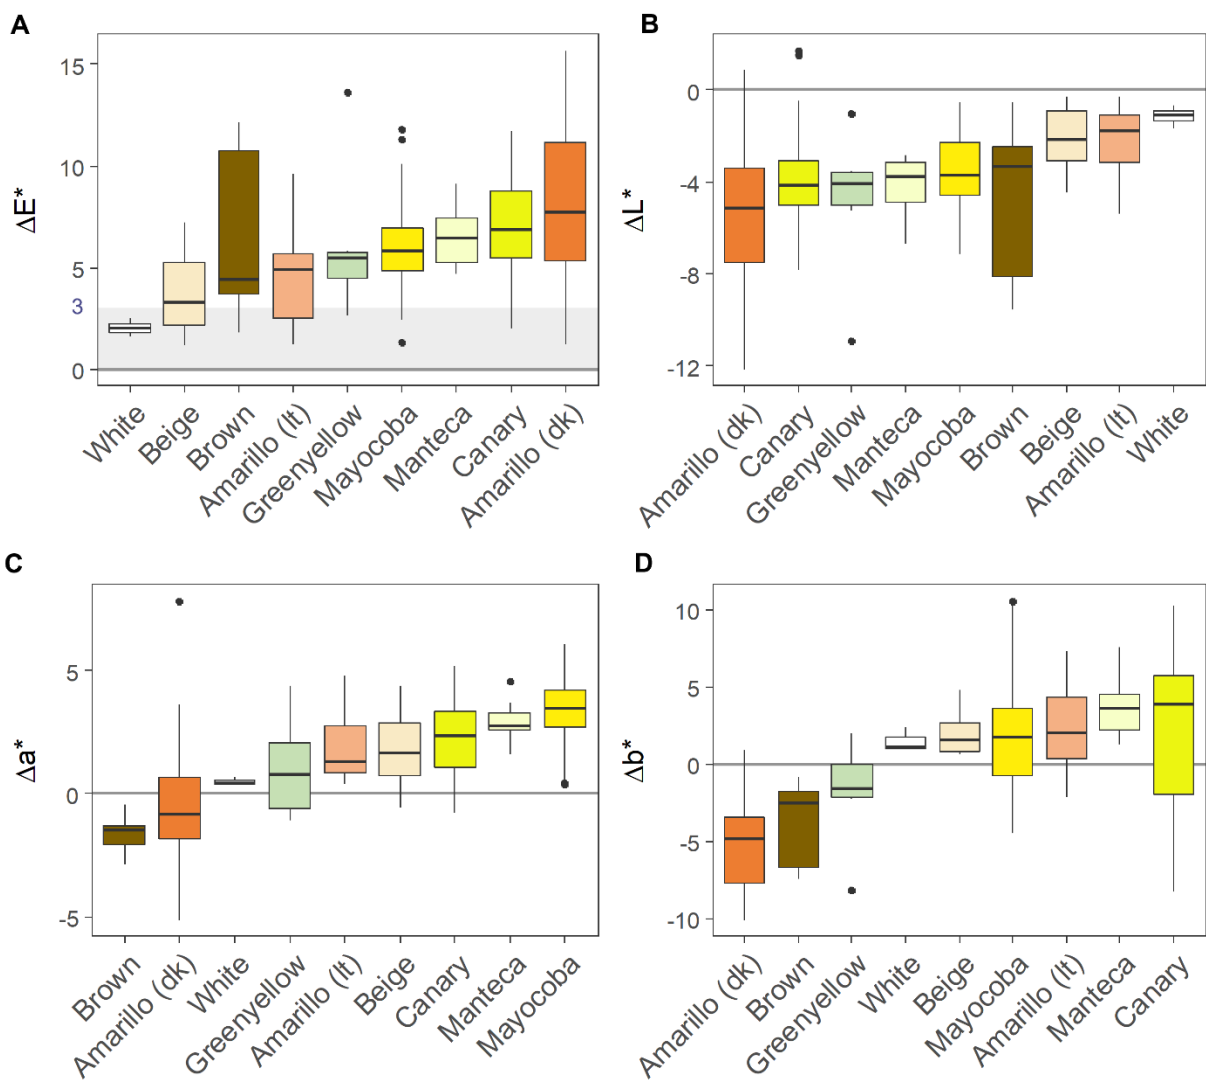 A
ΔE*
15
10
5
3
0
White
Beige
Brown
Amarillo (lt)
Greenyellow
Mayocoba
Manteca
Canary
Amarillo (dk)
B
ΔL*
0
-4
-8
-12
Amarillo (dk)
Canary
Greenyellow
Manteca
Mayocoba
Brown
Beige
Amarillo (lt)
White
C
Δa*
5
0
-5
Brown
Amarillo (dk)
White
Greenyellow
Amarillo (lt)
Beige
Canary
Manteca
Mayocoba
D
Δb*
10
5
0
-5
-10
Amarillo (dk)
Brown
Greenyellow
White
Beige
Mayocoba
Amarillo (lt)
Manteca
Canary